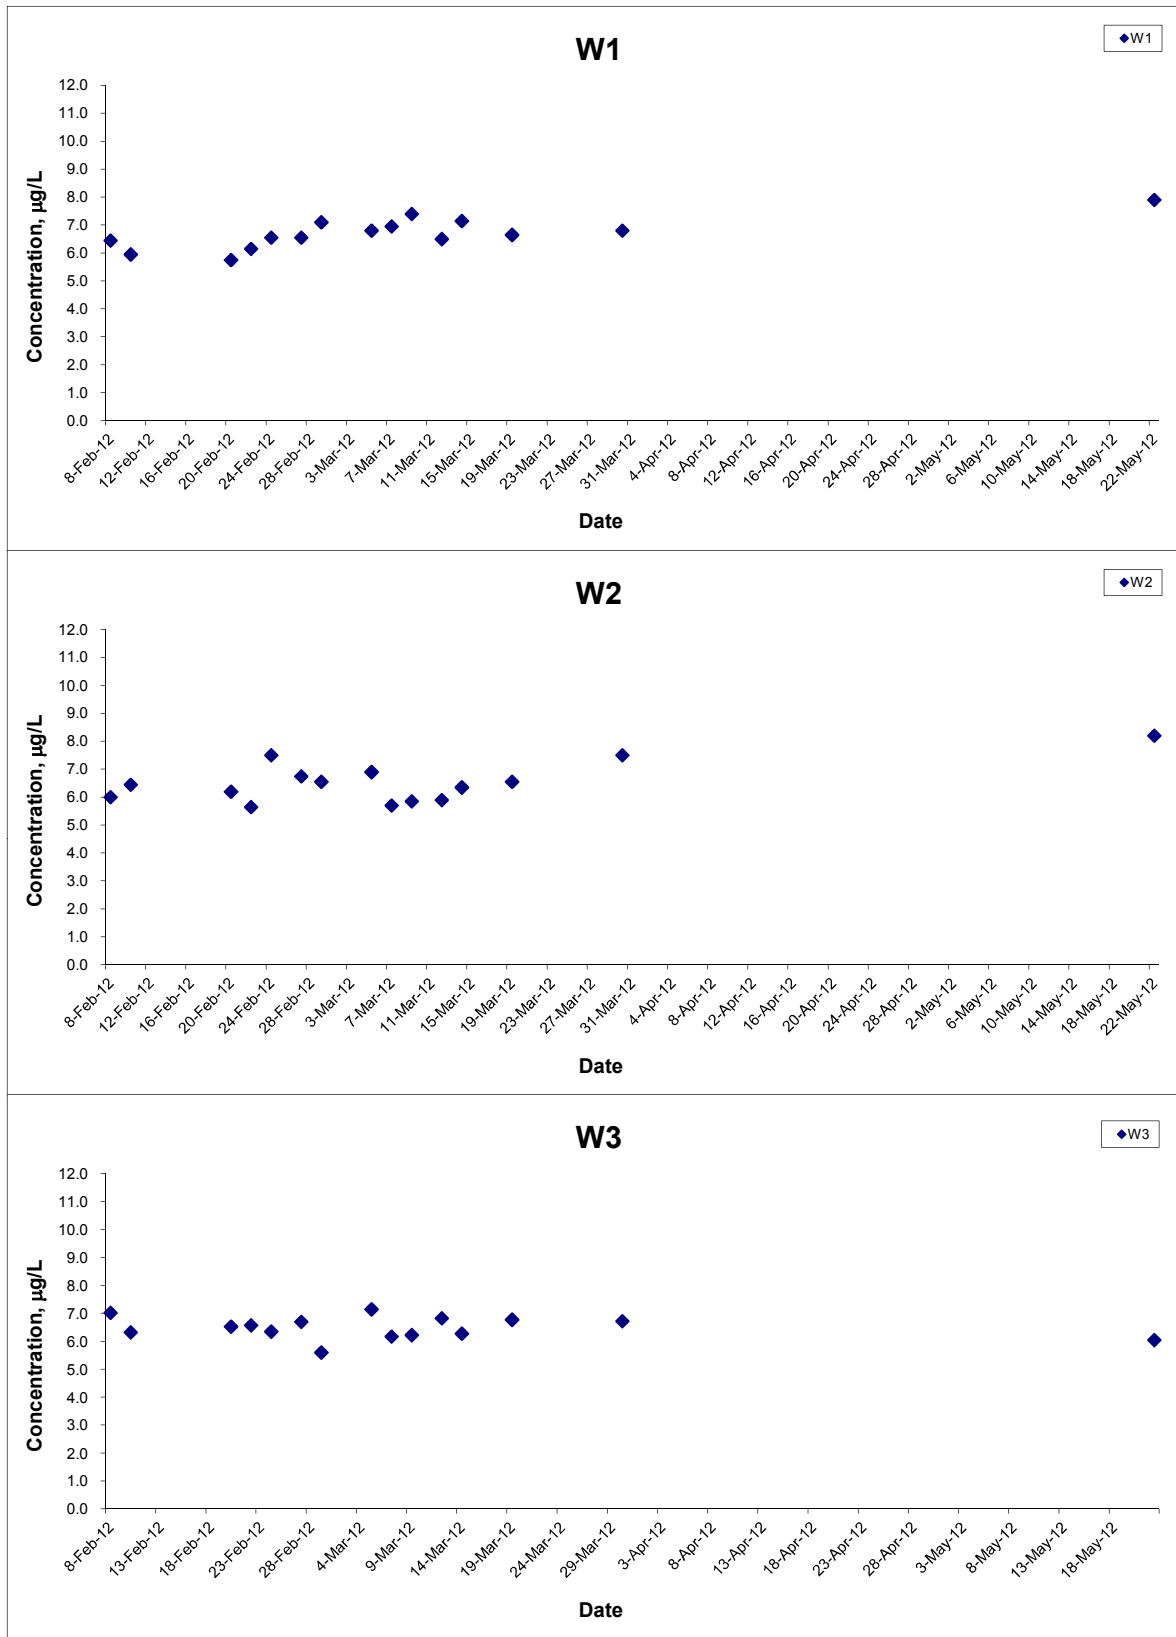 W1
W1
Concentration, µg/L
12.0
11.0
10.0
9.0
8.0
7.0
6.0
5.0
4.0
3.0
2.0
1.0
0.0
8-Feb-12
12-Feb-12
16-Feb-12
20-Feb-12
24-Feb-12
28-Feb-12
3-Mar-12
7-Mar-12
11-Mar-12
15-Mar-12
19-Mar-12
23-Mar-12
27-Mar-12
31-Mar-12
4-Apr-12
8-Apr-12
12-Apr-12
16-Apr-12
20-Apr-12
24-Apr-12
28-Apr-12
2-May-12
6-May-12
10-May-12
14-May-12
18-May-12
22-May-12
Date
W2
W2
Concentration, µg/L
12.0
11.0
10.0
9.0
8.0
7.0
6.0
5.0
4.0
3.0
2.0
1.0
0.0
8-Feb-12
12-Feb-12
16-Feb-12
20-Feb-12
24-Feb-12
28-Feb-12
3-Mar-12
7-Mar-12
11-Mar-12
15-Mar-12
19-Mar-12
23-Mar-12
27-Mar-12
31-Mar-12
4-Apr-12
8-Apr-12
12-Apr-12
16-Apr-12
20-Apr-12
24-Apr-12
28-Apr-12
2-May-12
6-May-12
10-May-12
14-May-12
18-May-12
22-May-12
Date
W3
W3
Concentration, µg/L
12.0
11.0
10.0
9.0
8.0
7.0
6.0
5.0
4.0
3.0
2.0
1.0
0.0
8-Feb-12
13-Feb-12
18-Feb-12
23-Feb-12
28-Feb-12
4-Mar-12
9-Mar-12
14-Mar-12
19-Mar-12
24-Mar-12
29-Mar-12
3-Apr-12
8-Apr-12
13-Apr-12
18-Apr-12
23-Apr-12
28-Apr-12
3-May-12
8-May-12
13-May-12
18-May-12
Date